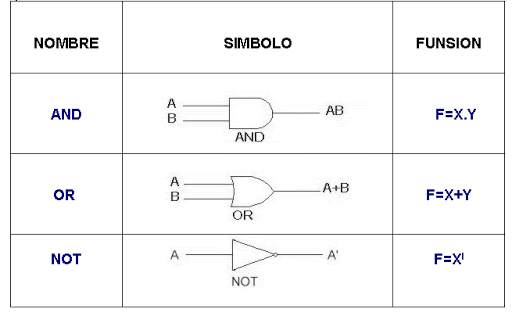 NOMBRE SIMBOLO FUNSION
AND A B AND AB F=X.Y
OR A B OR A+B F=X+Y
NOT A NOT A' F=X'